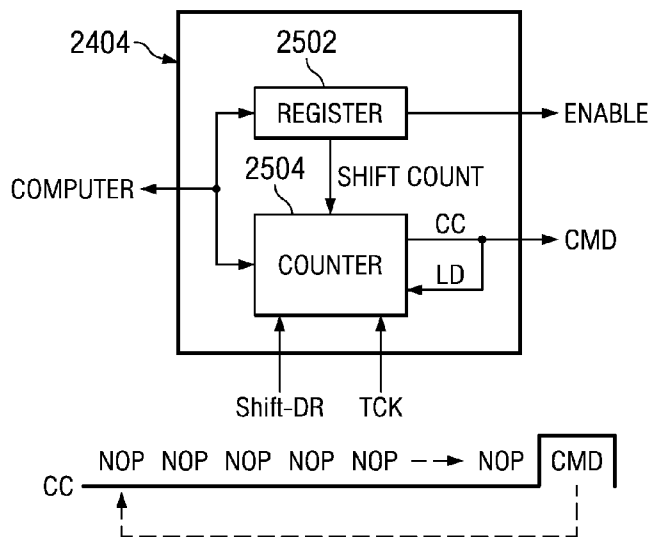 2404
2502
REGISTER
ENABLE
COMPUTER
2504
SHIFT COUNT
COUNTER
CC
CMD
LD
Shift-DR
TCK
NOP NOP NOP NOP NOP NOP CMD
CC